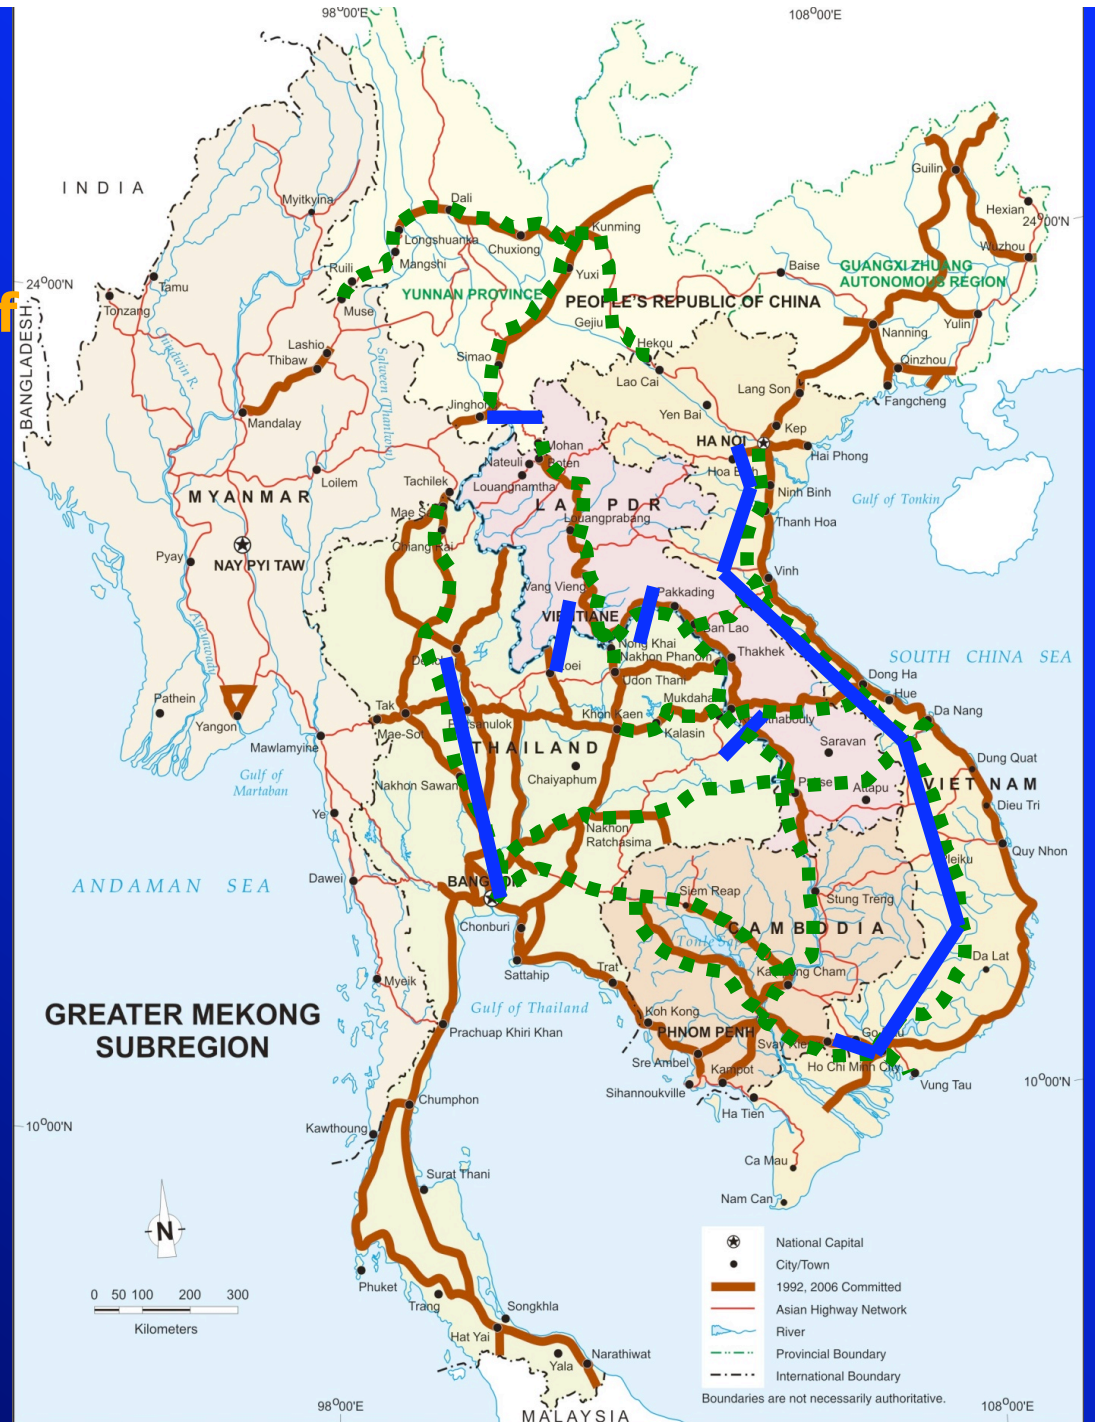 98°00'E
108°00'E
INDIA
Guilin
Hexian
24°00'N
Wuzhou
Myitkyina
Dali
Longshuanka
Chuxiong
Kunming
Mangshi
Ruili
Yuxi
Baise
GUANGXI ZHUANG
AUTONOMOUS REGION
24°00'N
Tamu
Tonzang
Muse
YUNNAN PROVINCE
PEOPLE'S REPUBLIC OF CHINA
f
BANGLADESH
Chindwin R.
Salween (Thanlwin)
Gejiu
Nanning
Yulin
Lashio
Thibaw
Simao
Hekou
Lao Cai
Qinzhou
Lang Son
Fangcheng
Mandalay
Jinghon
Yen Bai
Kep
HA NOI
Hai Phong
Mohan
Boten
Nateuli
Hoa Binh
Loilem
Tachilek
Louangnamtha
Ninh Binh
Gulf of Tonkin
MYANMAR
Mae S
LA PDR
Louangprabang
Thanh Hoa
Chiang Rai
Pyay
NAY PYI TAW
Vinh
Vang Vieng
Pakkading
Ayeyawady
VIENTIANE
Ban Lao
Nong Khai
Nakhon Phanom
Thakhek
SOUTH CHINA SEA
Loei
Udon Thani
Dong Ha
Hue
Pathein
Yangon
Tak
Mae-Sot
Mukdahan
Khon Kaen
Kalasin
Da Nang
Mawlamyine
THAILAND
Saravan
Dung Quat
Gulf of
Martaban
Chaiyaphum
Nakhon Sawan
Attapu
VIET NAM
Dieu Tri
Ye
Nakhon
Ratchasima
Quy Nhon
Pleiku
Dawei
ANDAMAN SEA
BANGKOK
Siem Reap
Stung Treng
Chonburi
CAMBODIA
Tonle Sap
Da Lat
Sattahip
Trat
Kampong Cham
Myeik
Gulf of Thailand
Koh Kong
GREATER MEKONG
SUBREGION
Prachuap Khiri Khan
PHNOM PENH
Svay Rieng
Sre Ambel
Ho Chi Minh City
Kampot
Vung Tau
10°00'N
Sihannoukville
Ha Tien
Chumphon
10°00'N
Kawthoung
Ca Mau
Surat Thani
Nam Can
N
National Capital
City/Town
0 50 100 200 300
Kilometers
Phuket
Trang
1992, 2006 Committed
Songkhla
Asian Highway Network
Hat Yai
River
Narathiwat
Yala
Provincial Boundary
International Boundary
Boundaries are not necessarily authoritative.
98°00'E
MALAYSIA
108°00'E